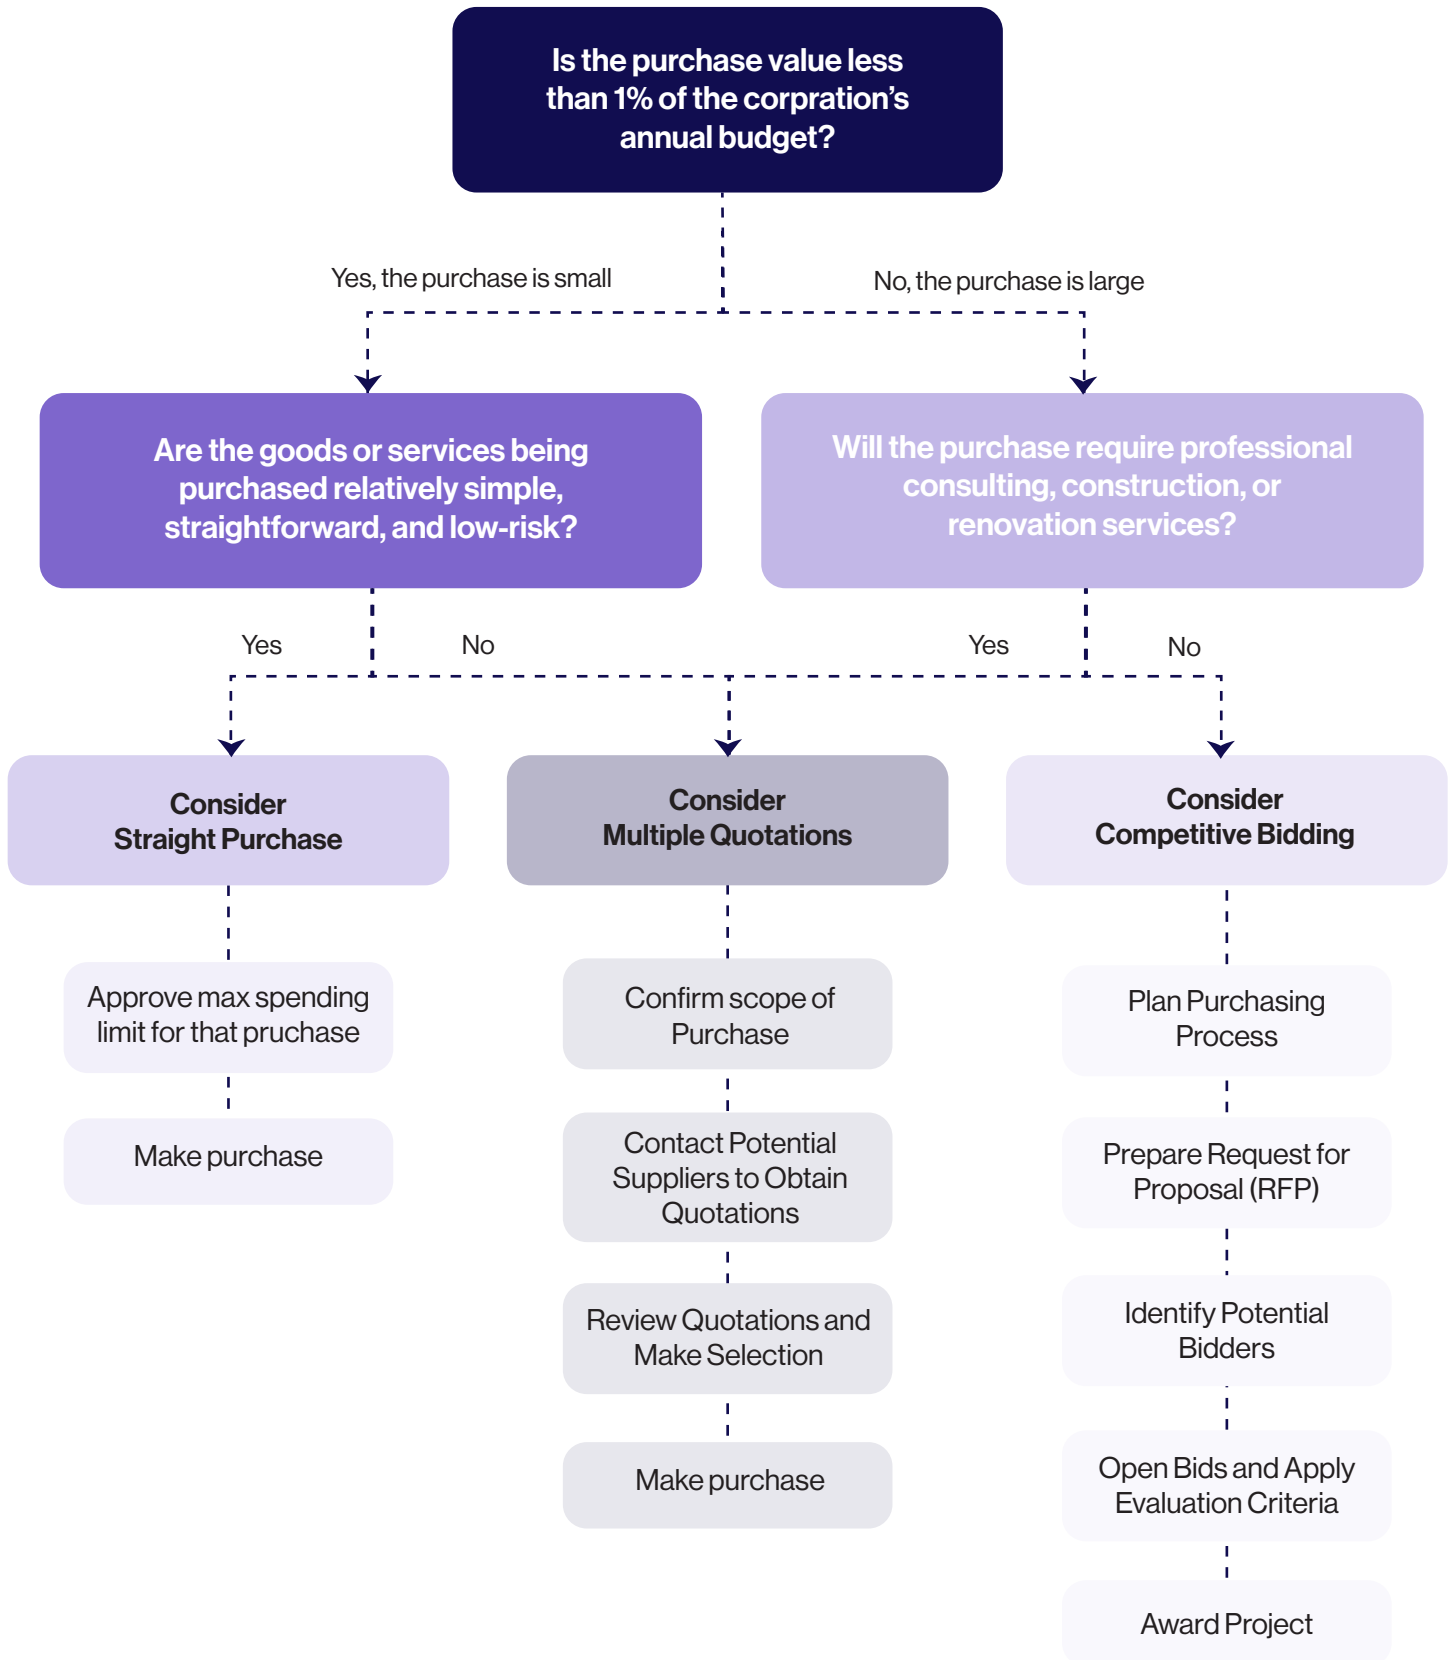 Is the purchase value less
than 1% of the corpration’s
annual budget?
Yes, the purchase is small
No, the purchase is large
Are the goods or services being
purchased relatively simple,
straightforward, and low-risk?
Will the purchase require professional
consulting, construction, or
renovation services?
Yes
No
Yes
No
Consider
Straight Purchase
Approve max spending
limit for that pruchase
Make purchase
Consider
Multiple Quotations
Confirm scope of
Purchase
Contact Potential
Suppliers to Obtain
Quotations
Review Quotations and
Make Selection
Make purchase
Consider
Competitive Bidding
Plan Purchasing
Process
Prepare Request for
Proposal (RFP)
Identify Potential
Bidders
Open Bids and Apply
Evaluation Criteria
Award Project